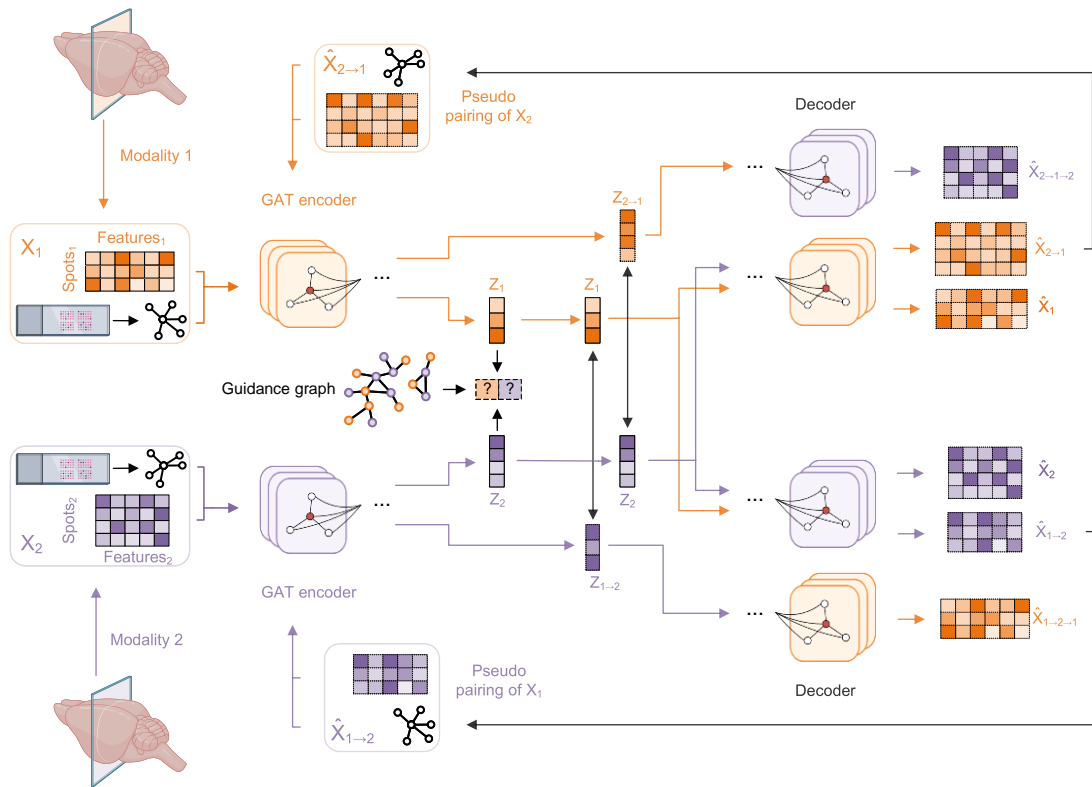 X̂₂→₁
Pseudo
pairing of X₂
Decoder
Modality 1
X̂₂→₁→₂
GAT encoder
Z₂→₁
X₁
Features₁
Spots₁
X̂₂→₁
...
...
...
Z₁
Z₁
X̂₁
Guidance graph
? ?
X₂
Spots₂
Features₂
Z₂
Z₂
X̂₂
...
...
X̂₁→₂
Z₁→₂
GAT encoder
...
X̂₁→₂→₁
Modality 2
Pseudo
pairing of X₁
X̂₁→₂
Decoder